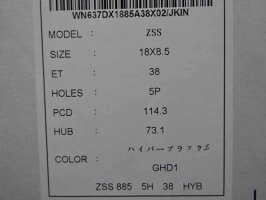 WN637DX1885A38X02/JKIN
MODEL : ZSS
SIZE : 18X8.5
ET : 38
HOLES : 5P
PCD : 114.3
HUB : 73.1
COLOR : ハイパーブラックS
GHD1
ZSS 885 5H 38 HYB